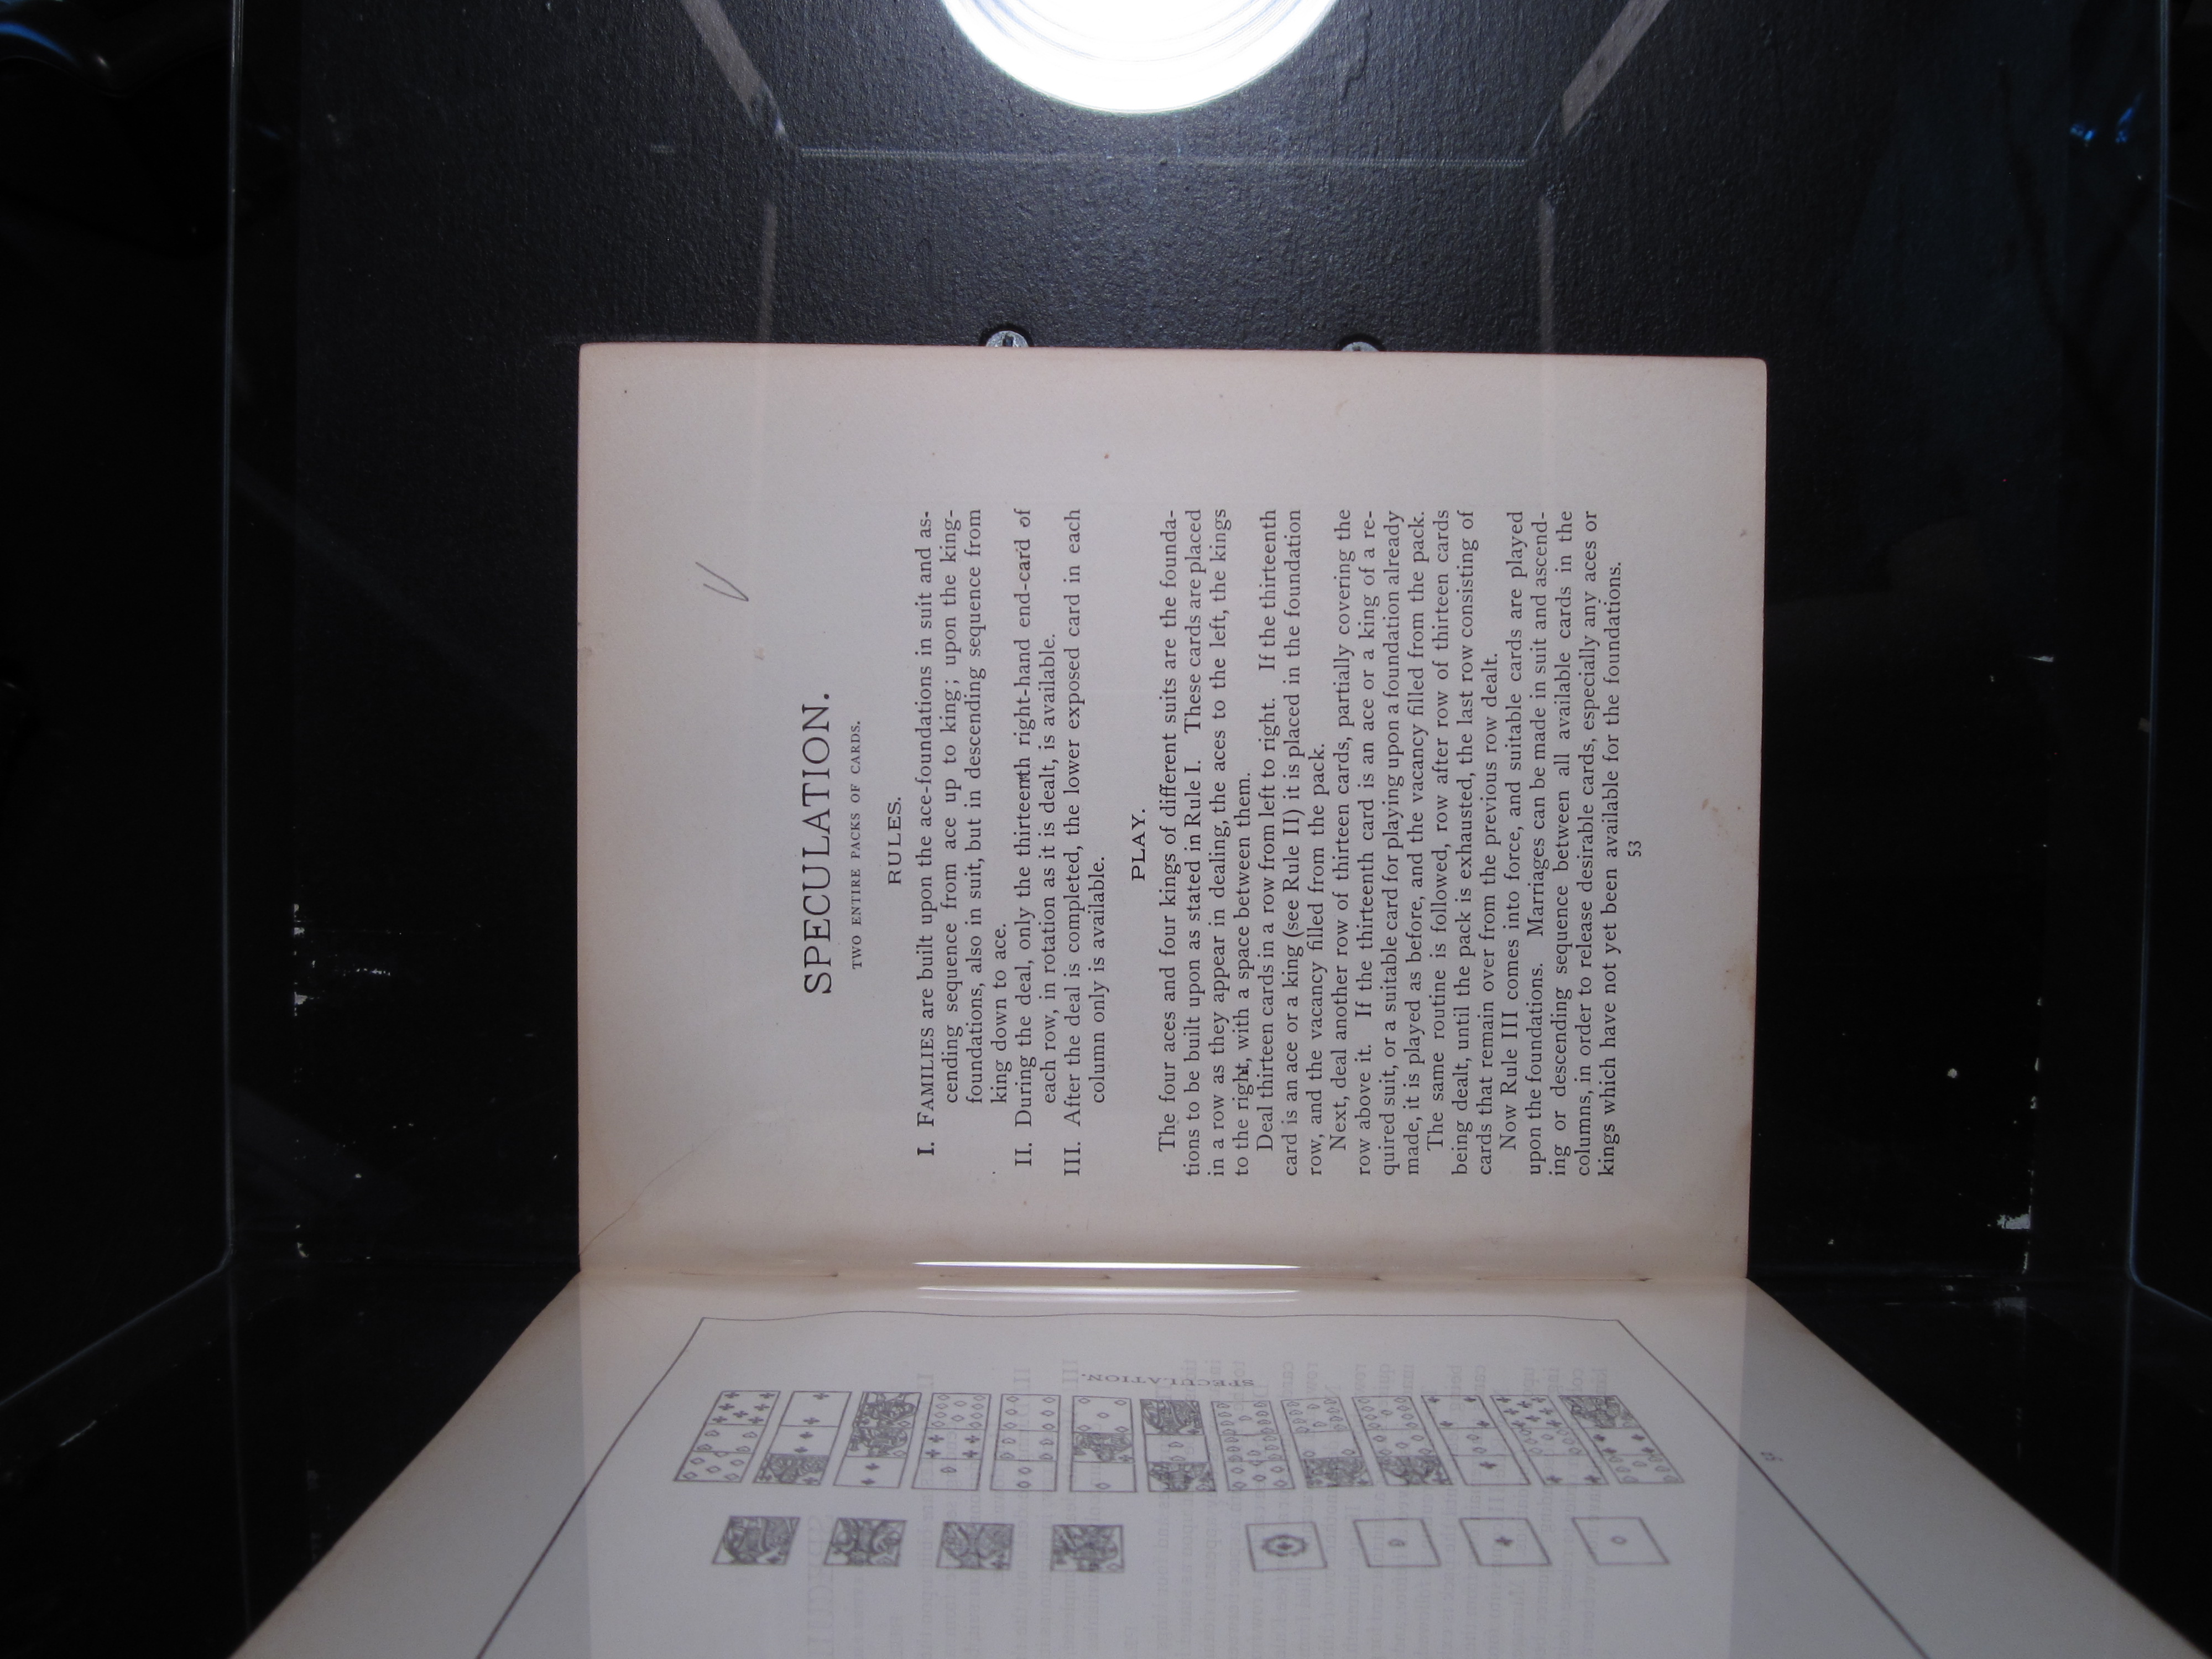 SPECULATION.
TWO ENTIRE PACKS OF CARDS.
RULES.
I. FAMILIES are built upon the ace-foundations in suit and as-
cending sequence from ace up to king; upon the king-
foundations, also in suit, but in descending sequence from
king down to ace.
II. During the deal, only the thirteenth right-hand end-card of
each row, in rotation as it is dealt, is available.
III. After the deal is completed, the lower exposed card in each
column only is available.
PLAY.
The four aces and four kings of different suits are the founda-
tions to be built upon as stated in Rule I. These cards are placed
in a row as they appear in dealing, the aces to the left, the kings
to the right, with a space between them.
Deal thirteen cards in a row from left to right. If the thirteenth
card is an ace or a king (see Rule II) it is placed in the foundation
row, and the vacancy filled from the pack.
Next, deal another row of thirteen cards, partially covering the
row above it. If the thirteenth card is an ace or a king of a re-
quired suit, or a suitable card for playing upon a foundation already
made, it is played as before, and the vacancy filled from the pack.
The same routine is followed, row after row of thirteen cards
being dealt, until the pack is exhausted, the last row consisting of
cards that remain over from the previous row dealt.
Now Rule III comes into force, and suitable cards are played
upon the foundations. Marriages can be made in suit and ascend-
ing or descending sequence between all available cards in the
columns, in order to release desirable cards, especially any aces or
kings which have not yet been available for the foundations.
53
SPECULATION.